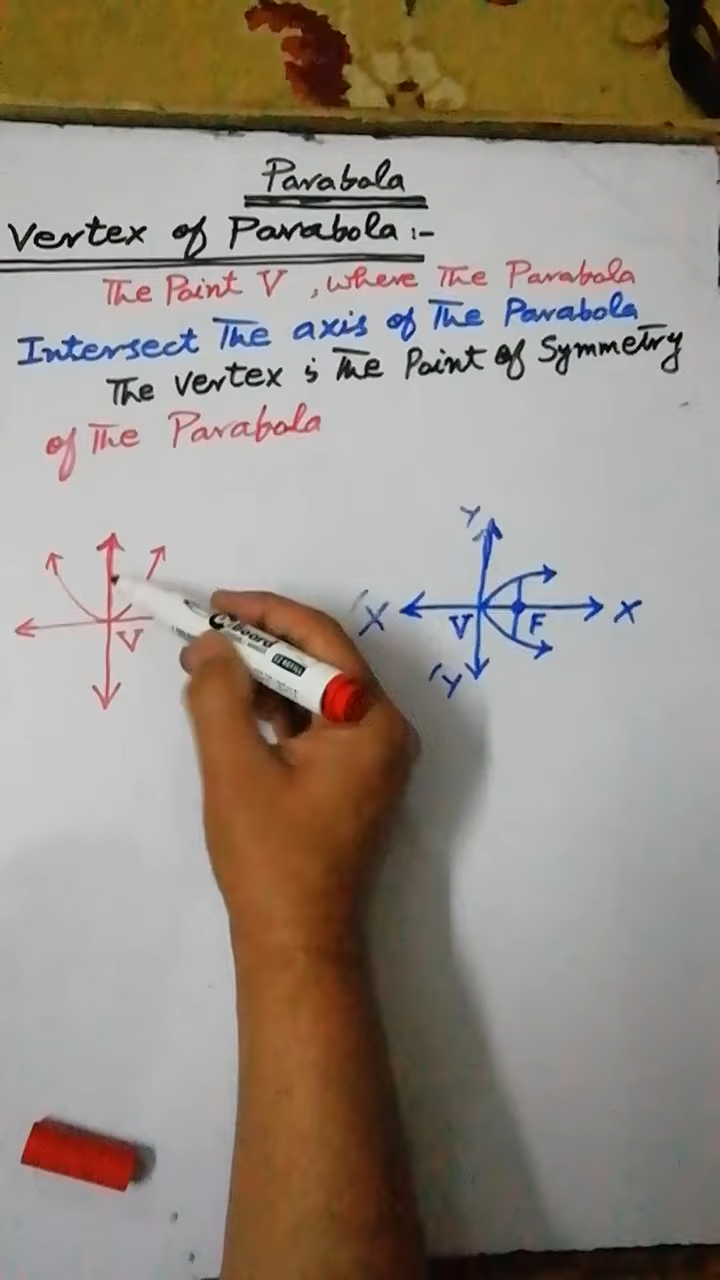 Parabola
Vertex of Parabola :-
The Point V , where The Parabola
Intersect The axis of The Parabola
The vertex is The Point of Symmetry
of The Parabola
V
Y
'X
X
V
F
'Y
board